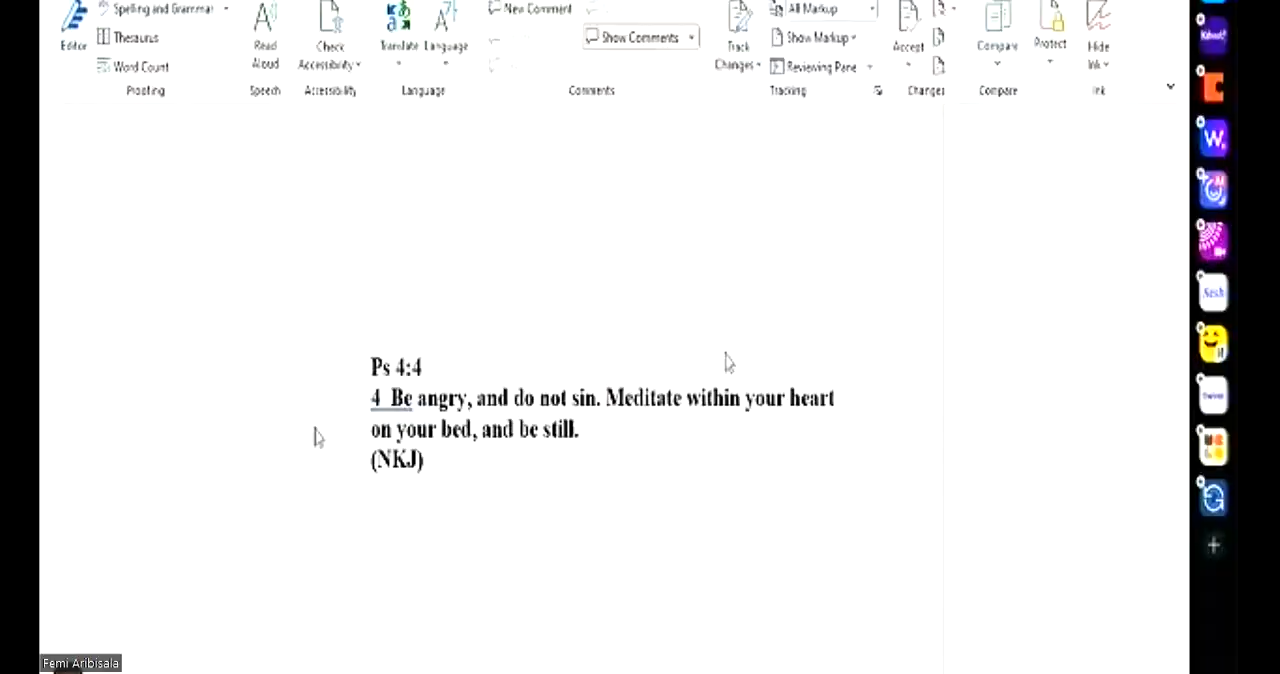 Spelling and Grammar
Thesaurus
Word Count
Editor
Proofing
Read
Aloud
Speech
Check
Accessibility
Accessibility
Translate
Language
Language
New Comment
Show Comments
Comments
Track
Changes
All Markup
Show Markup
Reviewing Pane
Tracking
Accept
Changes
Compare
Compare
Protect
Hide
Ink
Ink
Kahoot!
W.
Sesh
Ps 4:4
4 Be angry, and do not sin. Meditate within your heart
on your bed, and be still.
(NKJ)
Femi Aribisala